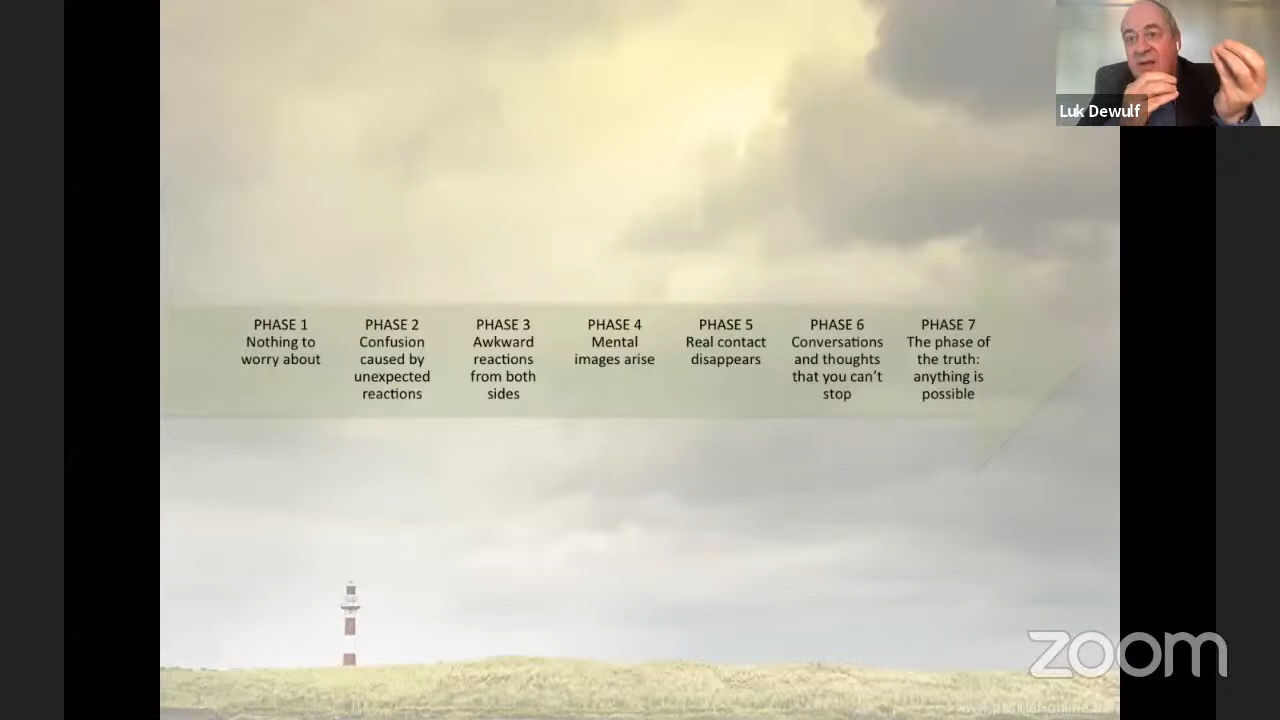 Luk Dewulf
PHASE 1
Nothing to
worry about
PHASE 2
Confusion
caused by
unexpected
reactions
PHASE 3
Awkward
reactions
from both
sides
PHASE 4
Mental
images arise
PHASE 5
Real contact
disappears
PHASE 6
Conversations
and thoughts
that you can't
stop
PHASE 7
The phase of
the truth:
anything is
possible
zoom